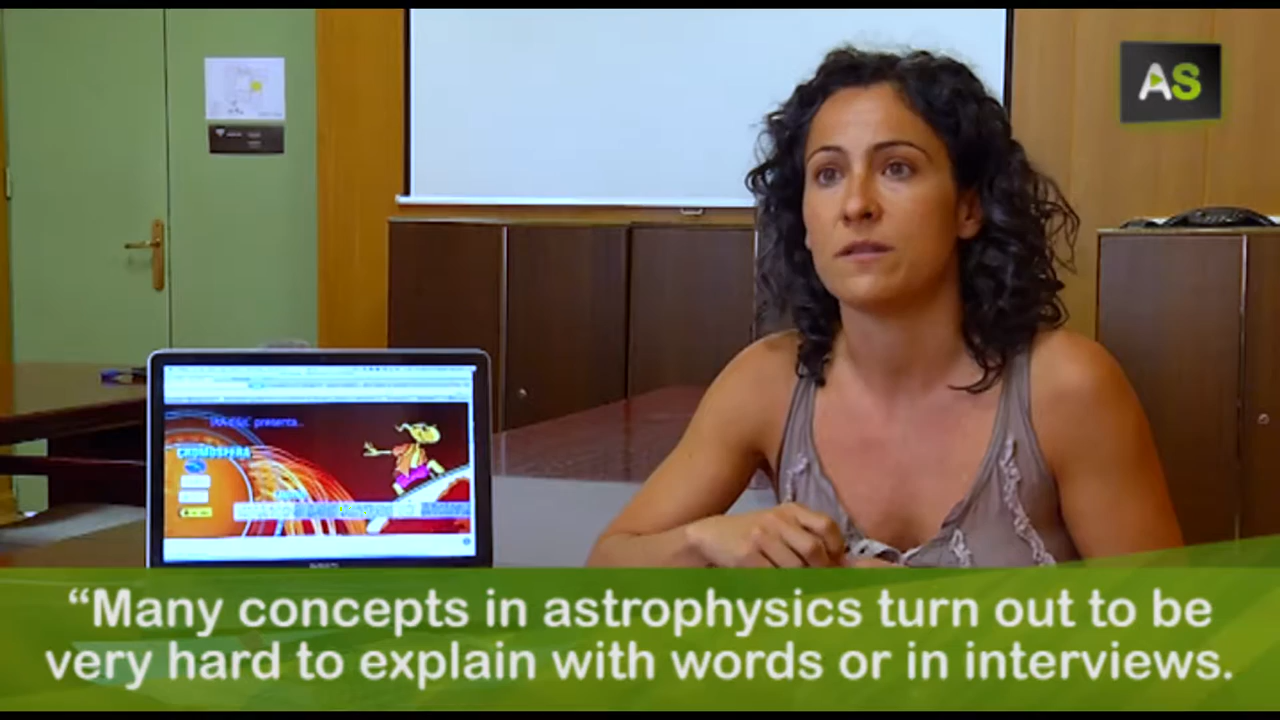 AS
IAA-CSIC presenta...
CROMOSFERA
“Many concepts in astrophysics turn out to be
very hard to explain with words or in interviews.